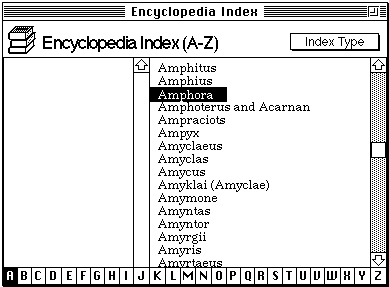 Encyclopedia Index
Encyclopedia Index (A-Z)
Index Type
Amphitus
Amphius
Amphora
Amphoterus and Acarnan
Ampraciots
Ampyx
Amyclaeus
Amyclas
Amycus
Amyklai (Amyclae)
Amymone
Amyntas
Amyntor
Amyrgii
Amyris
Amyrtaeus
A B C D E F G H I J K L M N O P Q R S T U V W X Y Z